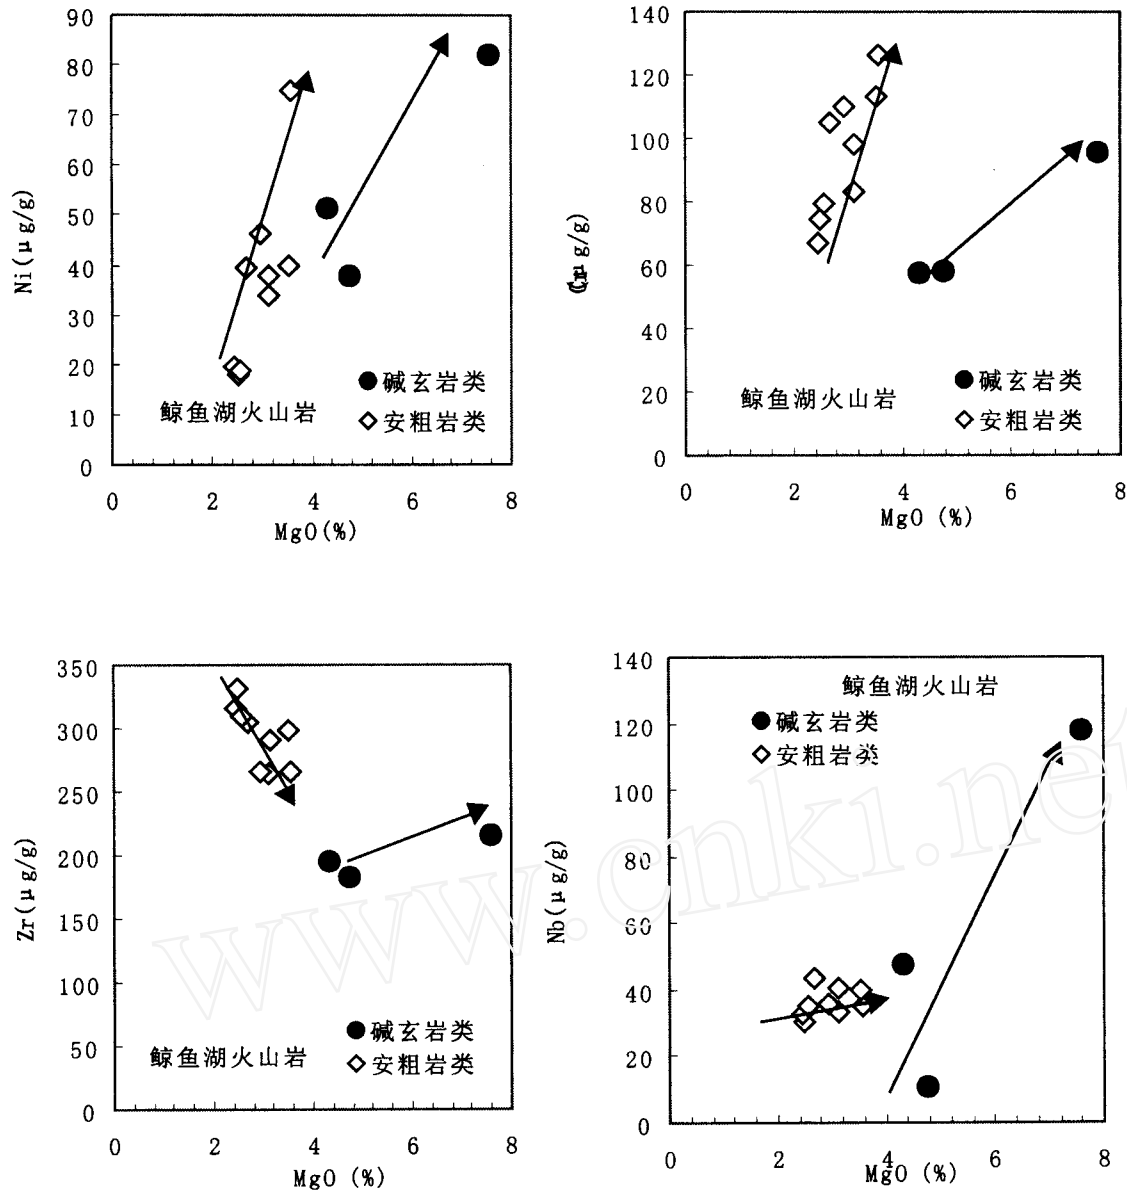 90
80
70
60
50
40
30
20
10
0
Ni(μg/g)
● 碱玄岩类
◇ 安粗岩类
鲸鱼湖火山岩
0 2 4 6 8
MgO(%)
140
120
100
80
60
40
20
0
● 碱玄岩类
◇ 安粗岩类
鲸鱼湖火山岩
0 2 4 6 8
MgO (%)
350
300
250
200
150
100
50
0
Zr(μg/g)
● 碱玄岩类
◇ 安粗岩类
鲸鱼湖火山岩
0 2 4 6 8
MgO (%)
140
120
100
80
60
40
20
0
Nb(μg/g)
鲸鱼湖火山岩
● 碱玄岩类
◇ 安粗岩类
0 2 4 6 8
MgO (%)
www.cnki.net